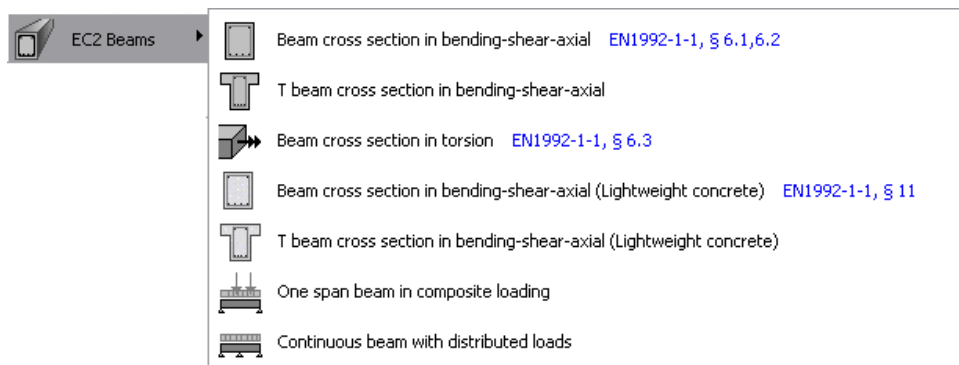 EC2 Beams
Beam cross section in bending-shear-axial EN1992-1-1, § 6.1,6.2
T beam cross section in bending-shear-axial
Beam cross section in torsion EN1992-1-1, § 6.3
Beam cross section in bending-shear-axial (Lightweight concrete) EN1992-1-1, § 11
T beam cross section in bending-shear-axial (Lightweight concrete)
One span beam in composite loading
Continuous beam with distributed loads